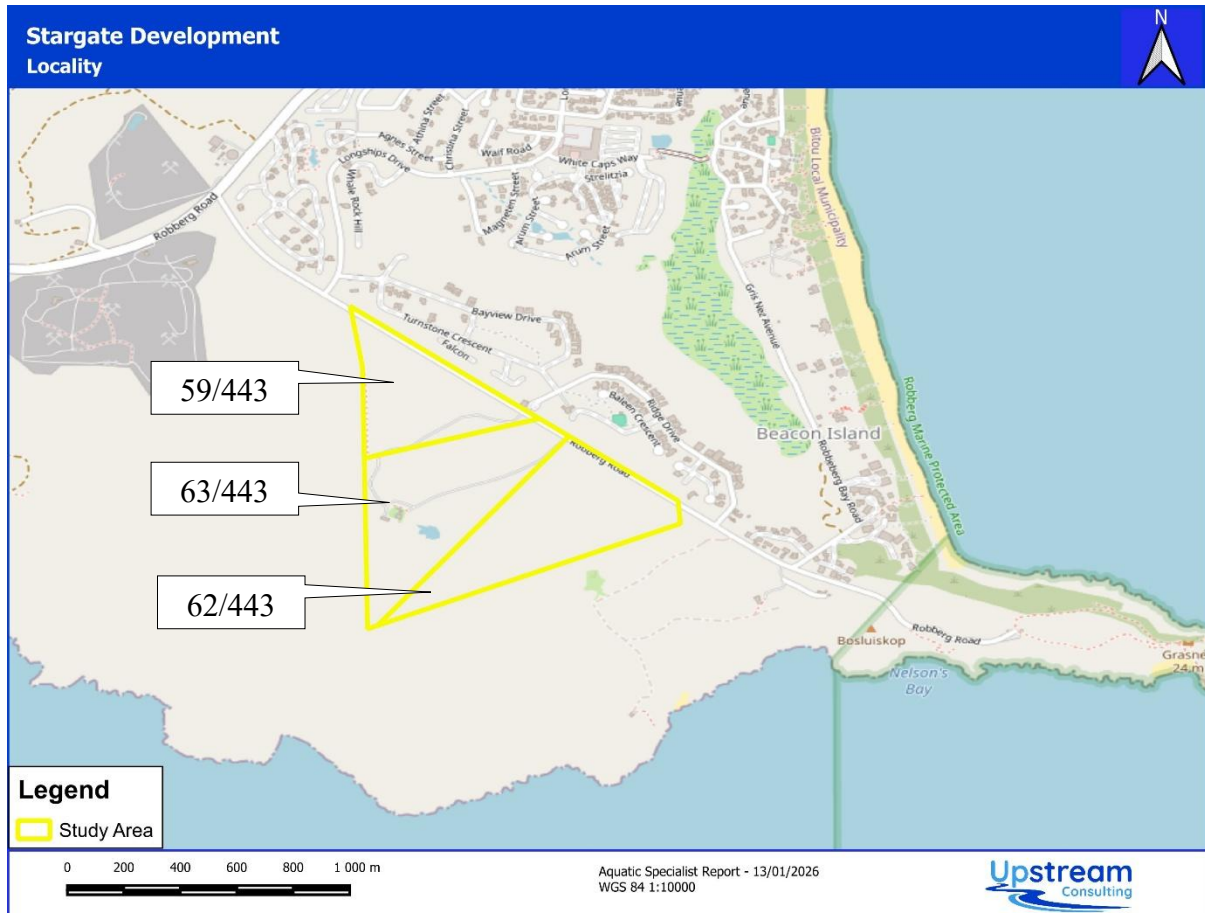 Stargate Development
Locality
N
Athina Street
Christina Street
Agnes Street
Longships Drive
Waif Road
White Caps Way
Strelitzia
Whale Rock Hill
Magneten Street
Arum Street
Arum Street
Robberg Road
Bitou Local Municipality
Gris Nez Avenue
Bayview Drive
Turnstone Crescent
Falcon
59/443
Ridge Drive
Baleen Crescent
Beacon Island
Robberg Marine Protected Area
Robberg Road
Robbeberg Bay Road
63/443
62/443
Robberg Road
Bosluiskop
Nelson's
Bay
24 m
Legend
Study Area
0 200 400 600 800 1 000 m
Aquatic Specialist Report - 13/01/2026
WGS 84 1:10000
Upstream
Consulting